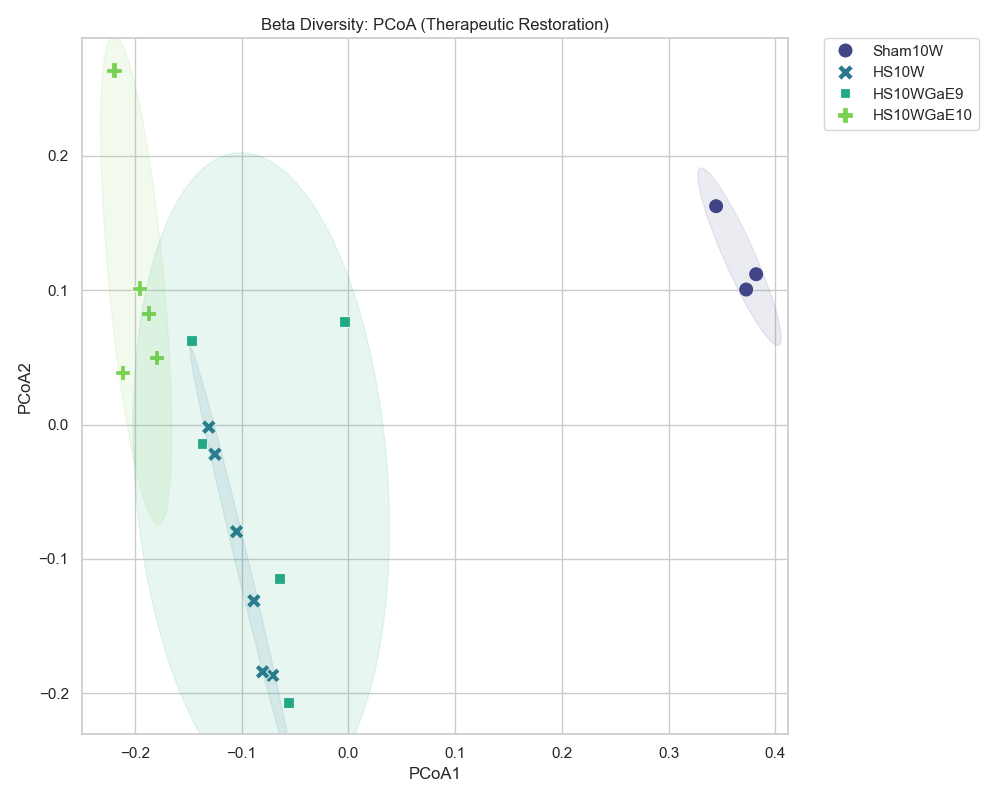 Beta Diversity: PCoA (Therapeutic Restoration)
Sham10W
HS10W
HS10WGaE9
HS10WGaE10
PCoA2
0.2
0.1
0.0
−0.1
−0.2
−0.2
−0.1
0.0
0.1
0.2
0.3
0.4
PCoA1